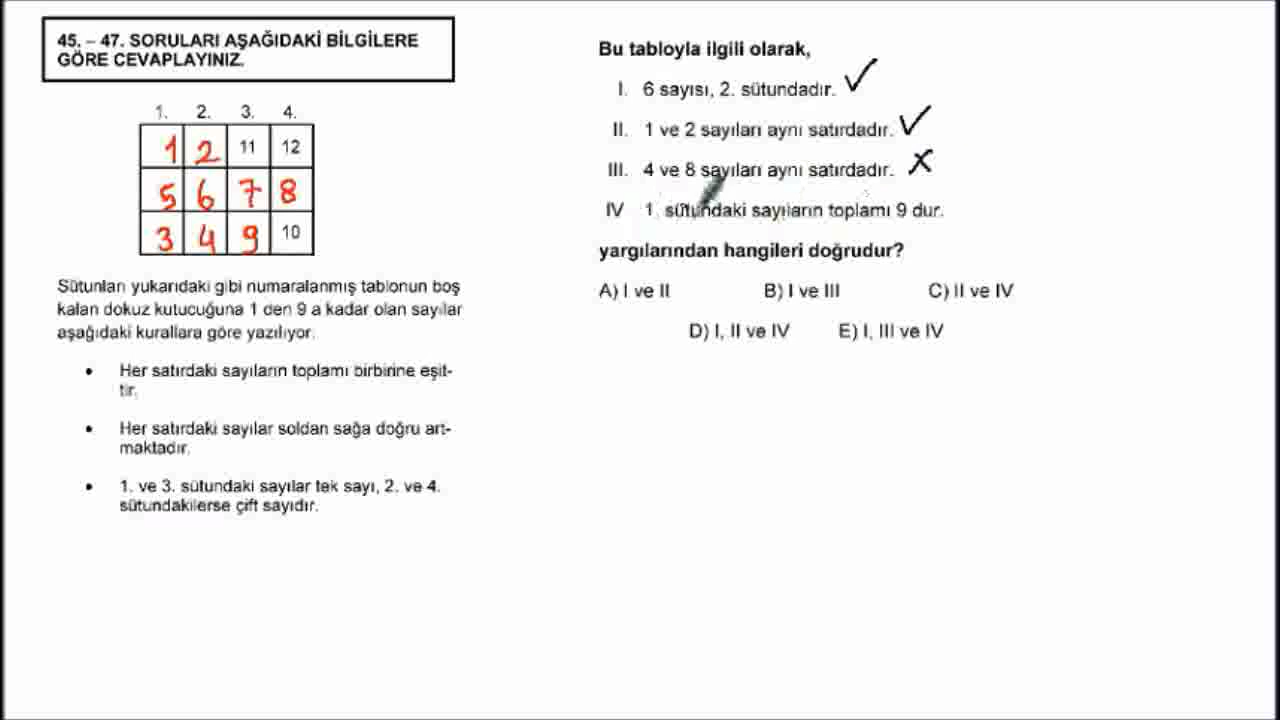 45. – 47. SORULARI AŞAĞIDAKİ BİLGİLERE
GÖRE CEVAPLAYINIZ.
1. 2. 3. 4.
1 2 11 12
5 6 7 8
3 4 9 10
Sütunları yukarıdaki gibi numaralanmış tablonun boş
kalan dokuz kutucuğuna 1 den 9 a kadar olan sayılar
aşağıdaki kurallara göre yazılıyor.
• Her satırdaki sayıların toplamı birbirine eşit-
tir.
• Her satırdaki sayılar soldan sağa doğru art-
maktadır.
• 1. ve 3. sütundaki sayılar tek sayı, 2. ve 4.
sütundakilerse çift sayıdır.
Bu tabloyla ilgili olarak,
I. 6 sayısı, 2. sütundadır. ✓
II. 1 ve 2 sayıları aynı satırdadır. ✓
III. 4 ve 8 sayıları aynı satırdadır. ✗
IV 1. sütundaki sayıların toplamı 9 dur.
yargılarından hangileri doğrudur?
A) I ve II B) I ve III C) II ve IV
D) I, II ve IV E) I, III ve IV